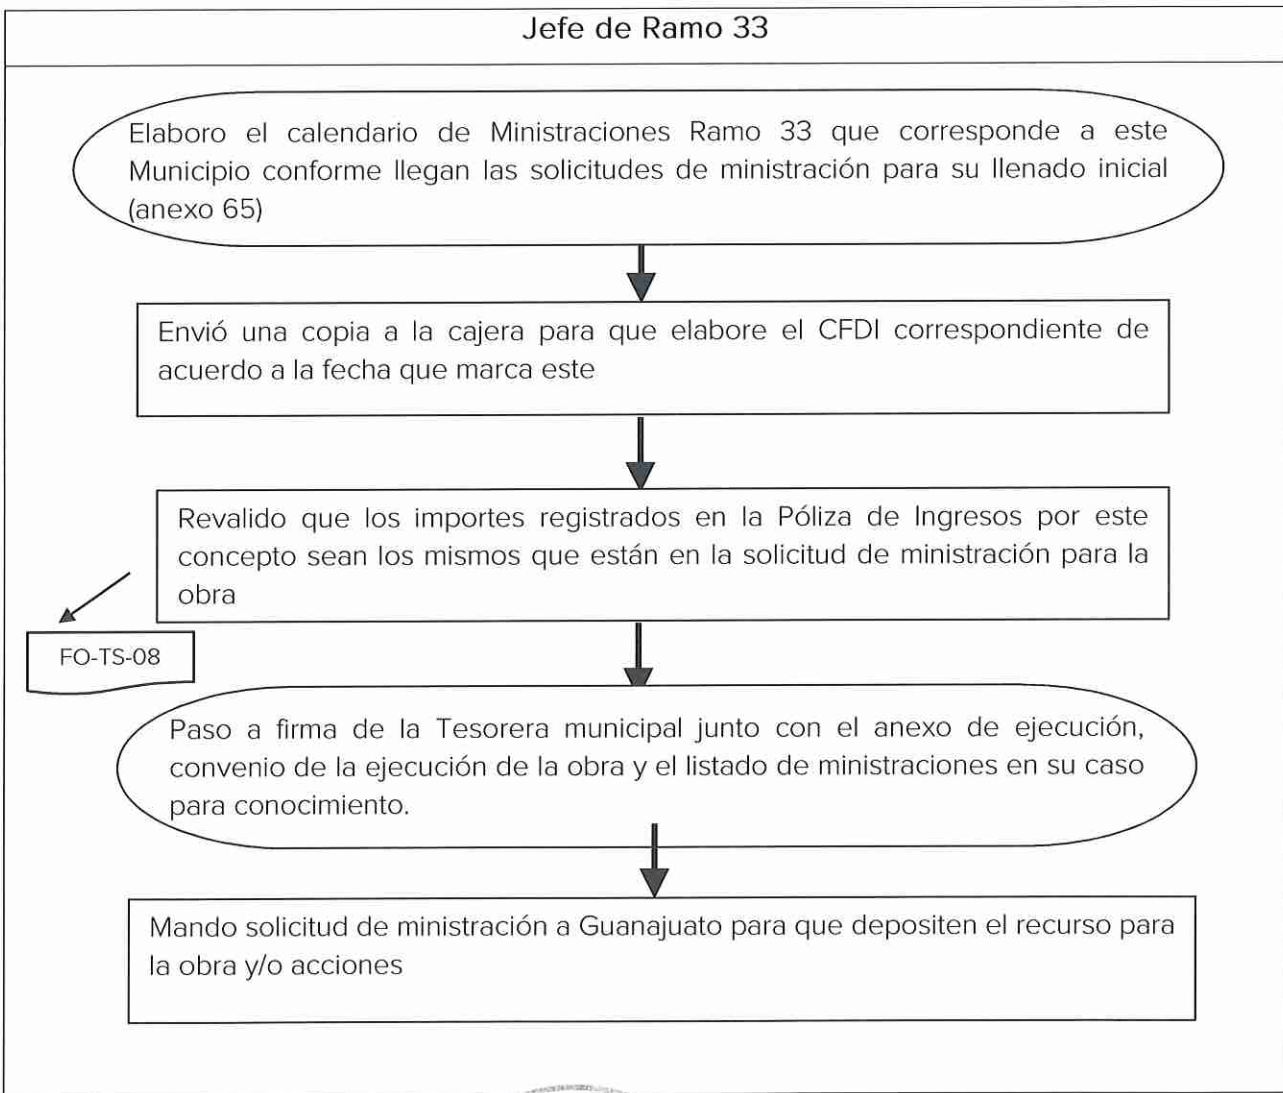 Jefe de Ramo 33
Elaboro el calendario de Ministraciones Ramo 33 que corresponde a este
Municipio conforme llegan las solicitudes de ministración para su llenado inicial
(anexo 65)
Envió una copia a la cajera para que elabore el CFDI correspondiente de
acuerdo a la fecha que marca este
Revalido que los importes registrados en la Póliza de Ingresos por este
concepto sean los mismos que están en la solicitud de ministración para la
obra
FO-TS-08
Paso a firma de la Tesorera municipal junto con el anexo de ejecución,
convenio de la ejecución de la obra y el listado de ministraciones en su caso
para conocimiento.
Mando solicitud de ministración a Guanajuato para que depositen el recurso para
la obra y/o acciones